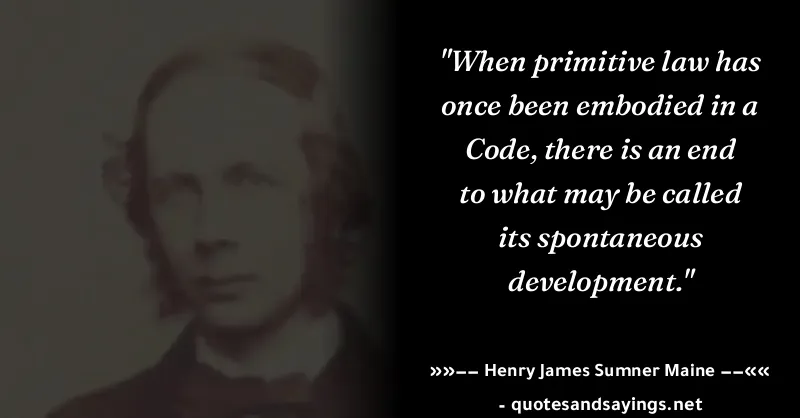 "When primitive law has
once been embodied in a
Code, there is an end
to what may be called
its spontaneous
development."
»»−− Henry James Sumner Maine −−««
- quotesandsayings.net